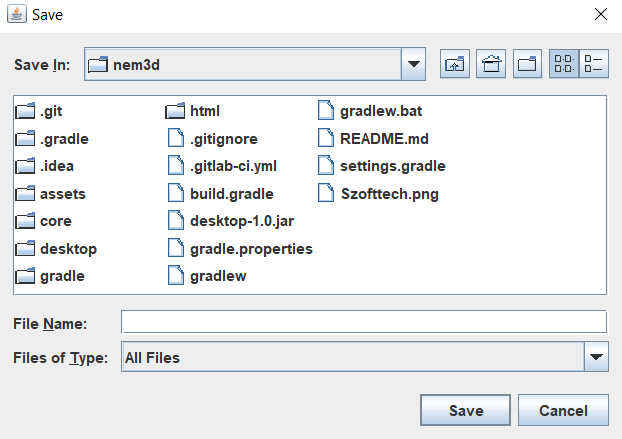 Save
Save In: nem3d
.git
.gradle
.idea
assets
core
desktop
gradle
html
.gitignore
.gitlab-ci.yml
build.gradle
desktop-1.0.jar
gradle.properties
gradlew
gradlew.bat
README.md
settings.gradle
Szofttech.png
File Name:
Files of Type: All Files
Save Cancel